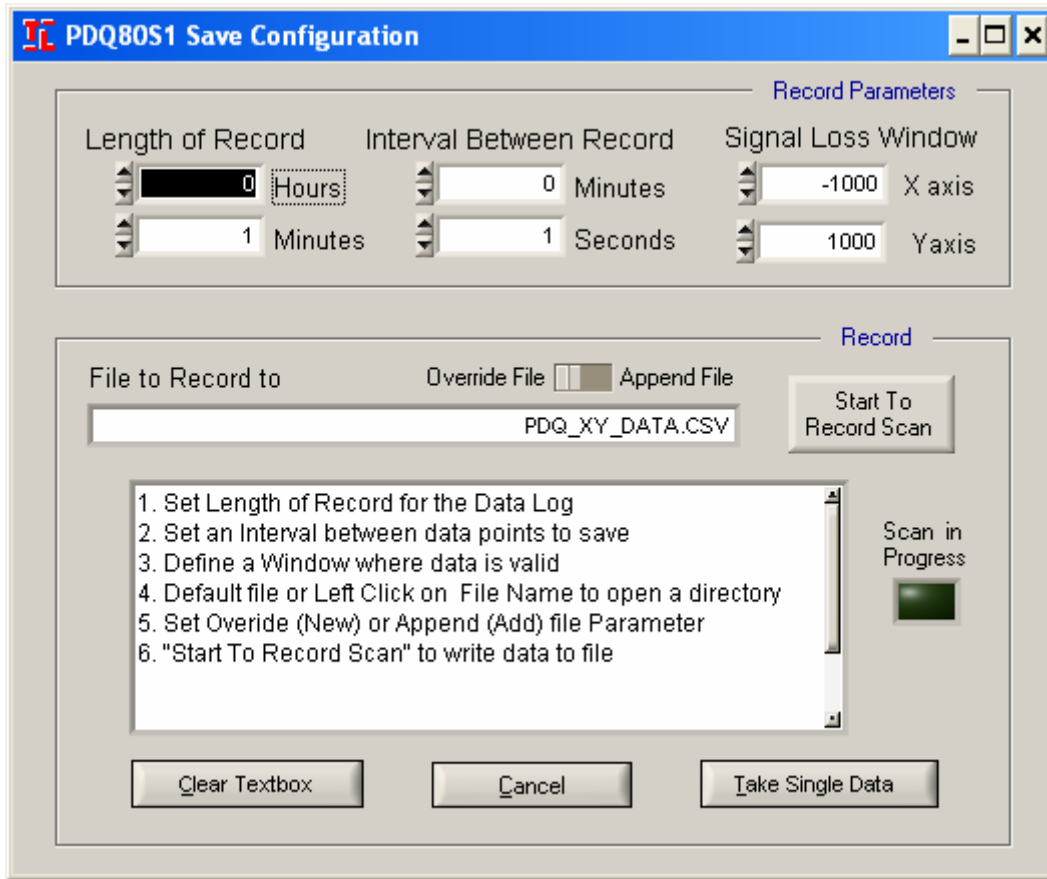 PDQ80S1 Save Configuration
Record Parameters
Length of Record Interval Between Record Signal Loss Window
0 Hours 0 Minutes -1000 X axis
1 Minutes 1 Seconds 1000 Yaxis
Record
File to Record to Override File Append File
Start To
Record Scan
PDQ_XY_DATA.CSV
1. Set Length of Record for the Data Log
2. Set an Interval between data points to save
3. Define a Window where data is valid
4. Default file or Left Click on File Name to open a directory
5. Set Overide (New) or Append (Add) file Parameter
6. "Start To Record Scan" to write data to file
Scan in
Progress
Clear Textbox Cancel Take Single Data